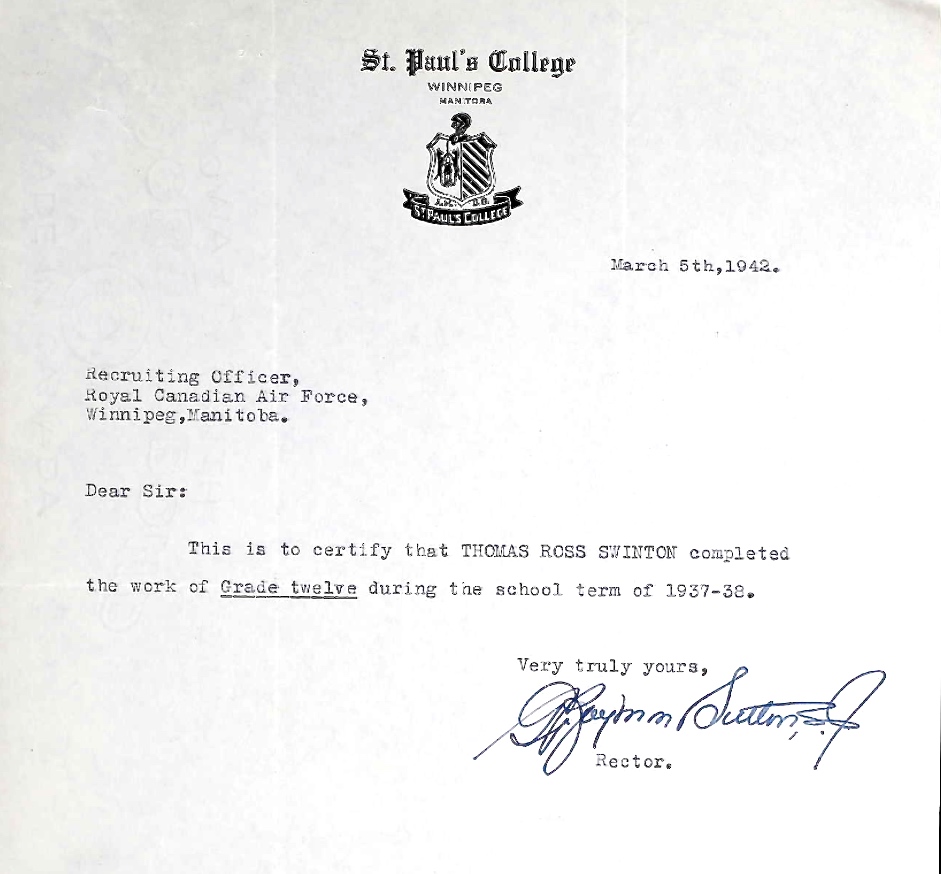 St. Paul's College
WINNIPEG
MANITOBA
A.M. D.G.
ST PAUL'S COLLEGE
March 5th,1942.
Recruiting Officer,
Royal Canadian Air Force,
Winnipeg,Manitoba.
Dear Sir:
This is to certify that THOMAS ROSS SWINTON completed
the work of Grade twelve during the school term of 1937-38.
Very truly yours,
Sutton, S.J
Rector.